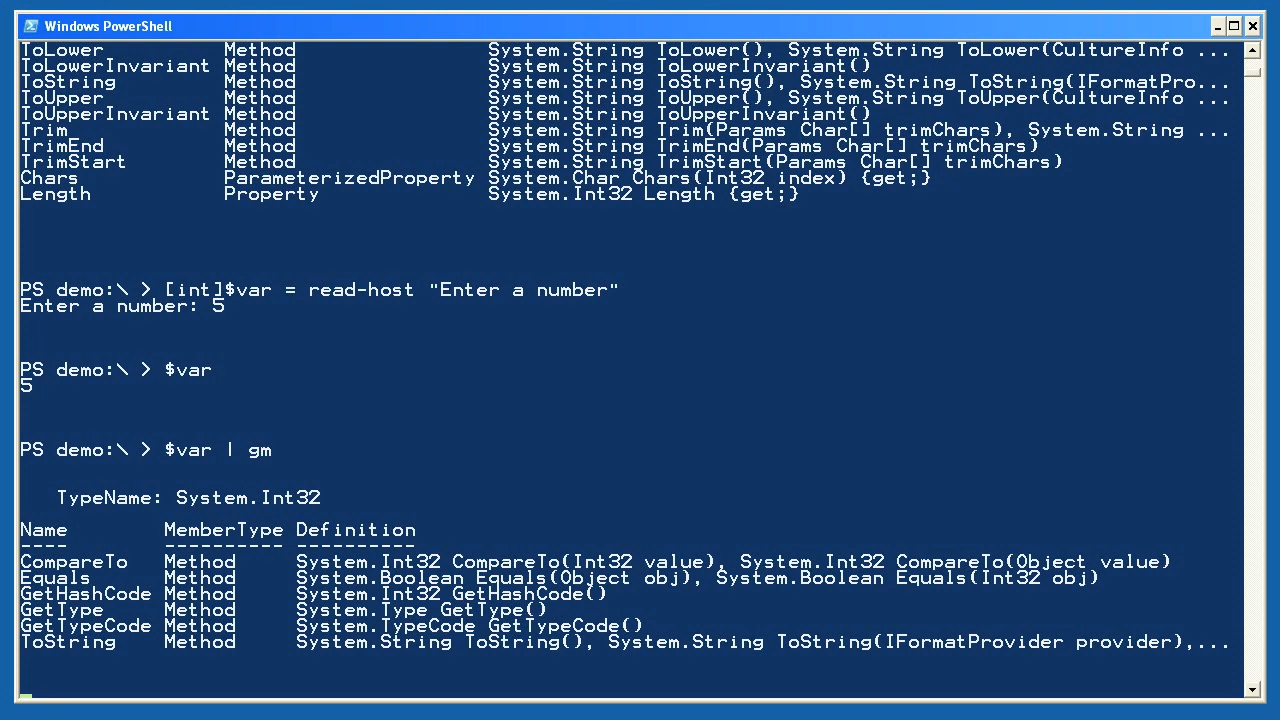 Windows PowerShell
ToLower Method System.String ToLower(), System.String ToLower(CultureInfo ...
ToLowerInvariant Method System.String ToLowerInvariant()
ToString Method System.String ToString(), System.String ToString(IFormatPro...
ToUpper Method System.String ToUpper(), System.String ToUpper(CultureInfo ...
ToUpperInvariant Method System.String ToUpperInvariant()
Trim Method System.String Trim(Params Char[] trimChars), System.String ...
TrimEnd Method System.String TrimEnd(Params Char[] trimChars)
TrimStart Method System.String TrimStart(Params Char[] trimChars)
Chars ParameterizedProperty System.Char Chars(Int32 index) {get;}
Length Property System.Int32 Length {get;}
PS demo:\ > [int]$var = read-host "Enter a number"
Enter a number: 5
PS demo:\ > $var
5
PS demo:\ > $var | gm
TypeName: System.Int32
Name MemberType Definition
---- ---------- ----------
CompareTo Method System.Int32 CompareTo(Int32 value), System.Int32 CompareTo(Object value)
Equals Method System.Boolean Equals(Object obj), System.Boolean Equals(Int32 obj)
GetHashCode Method System.Int32 GetHashCode()
GetType Method System.Type GetType()
GetTypeCode Method System.TypeCode GetTypeCode()
ToString Method System.String ToString(), System.String ToString(IFormatProvider provider),...